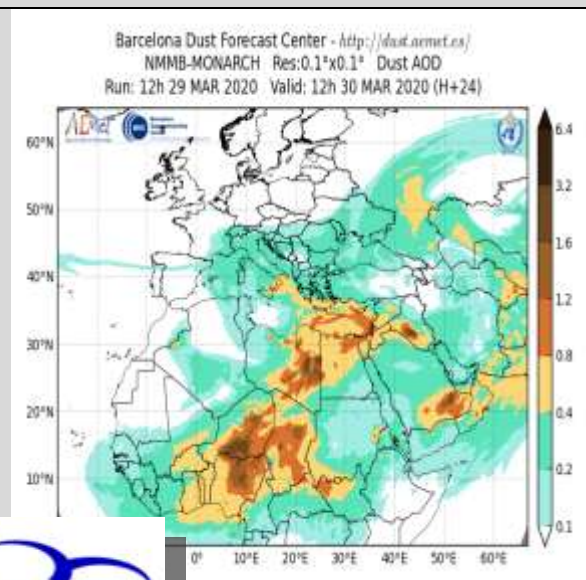 Barcelona Dust Forecast Center - http://dust.aemet.es/
NMMB-MONARCH Res:0.1°x0.1° Dust AOD
Run: 12h 29 MAR 2020 Valid: 12h 30 MAR 2020 (H+24)
60°N
50°N
40°N
30°N
20°N
10°N
0°
10°E
20°E
30°E
40°E
50°E
60°E
6.4
3.2
1.6
1.2
0.8
0.4
0.2
0.1